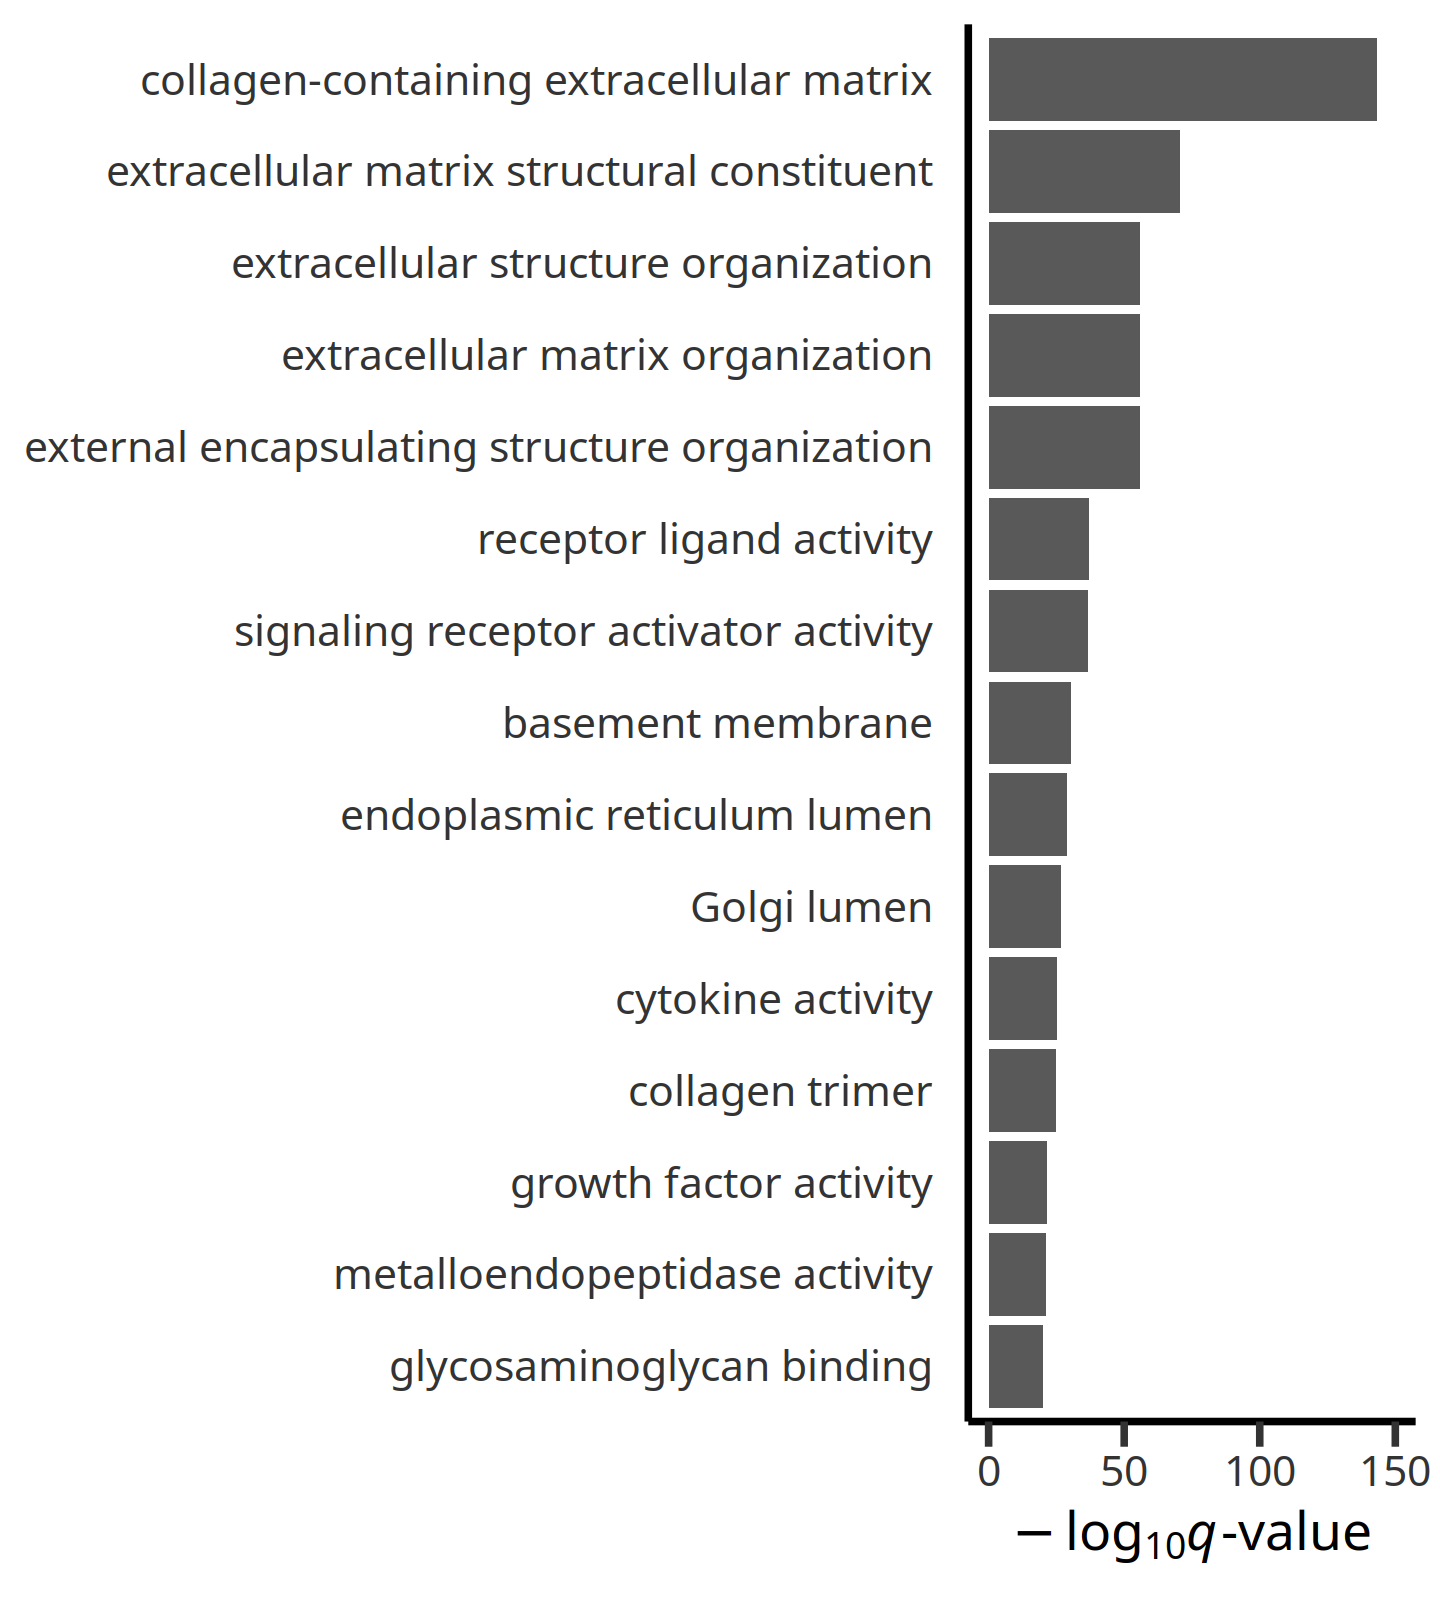 collagen-containing extracellular matrix
extracellular matrix structural constituent
extracellular structure organization
extracellular matrix organization
external encapsulating structure organization
receptor ligand activity
signaling receptor activator activity
basement membrane
endoplasmic reticulum lumen
Golgi lumen
cytokine activity
collagen trimer
growth factor activity
metalloendopeptidase activity
glycosaminoglycan binding
0 50 100 150
− log₁₀q-value